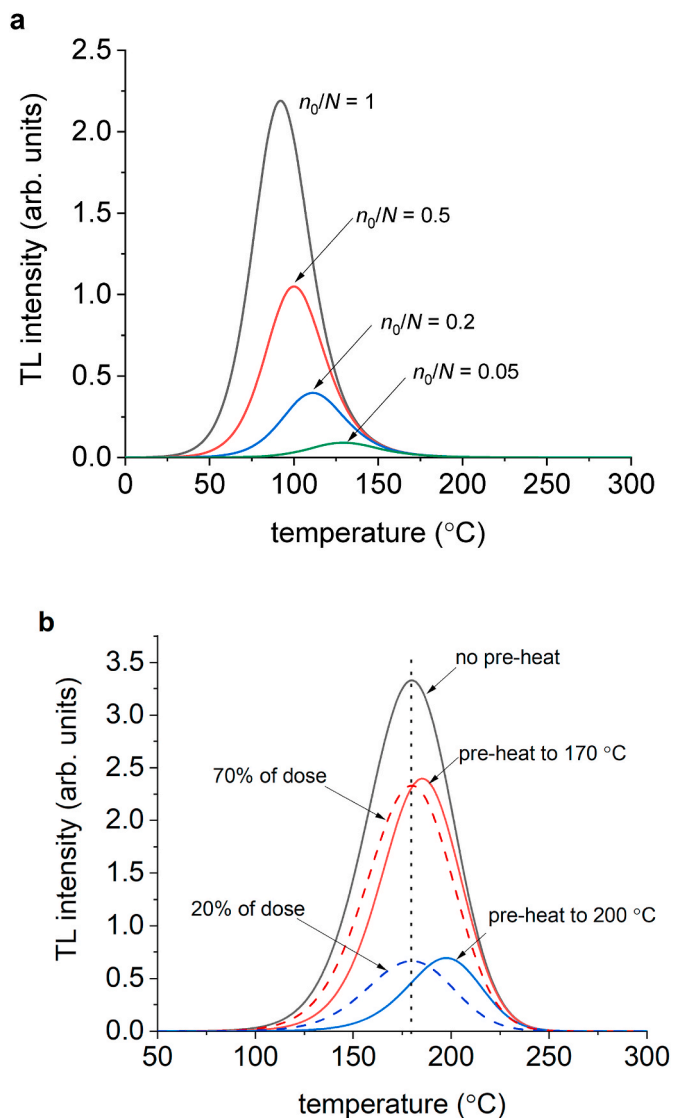 a
2.5
2.0
1.5
1.0
0.5
0.0
TL intensity (arb. units)
n0/N = 1
n0/N = 0.5
n0/N = 0.2
n0/N = 0.05
0 50 100 150 200 250 300
temperature (°C)
b
3.5
3.0
2.5
2.0
1.5
1.0
0.5
0.0
TL intensity (arb. units)
no pre-heat
pre-heat to 170 °C
70% of dose
20% of dose
pre-heat to 200 °C
50 100 150 200 250 300
temperature (°C)